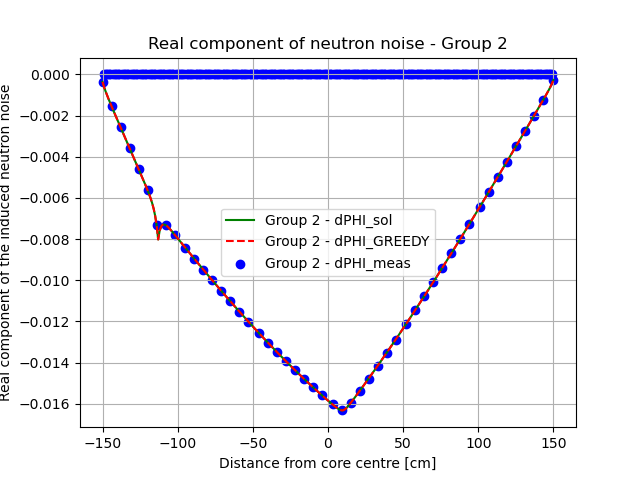 Real component of neutron noise - Group 2
Real component of the induced neutron noise
0.000
−0.002
−0.004
−0.006
−0.008
−0.010
−0.012
−0.014
−0.016
Group 2 - dPHI_sol
Group 2 - dPHI_GREEDY
Group 2 - dPHI_meas
−150
−100
−50
0
50
100
150
Distance from core centre [cm]